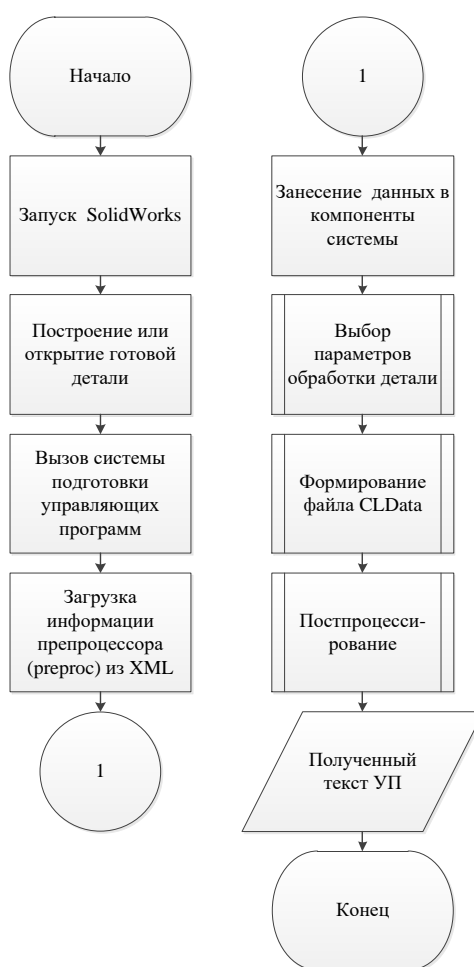 Начало
Запуск SolidWorks
Построение или
открытие готовой
детали
Вызов системы
подготовки
управляющих
программ
Загрузка
информации
препроцессора
(preproc) из XML
1
1
Занесение данных в
компоненты
системы
Выбор
параметров
обработки детали
Формирование
файла CLData
Постпроцесси-
рование
Полученный
текст УП
Конец